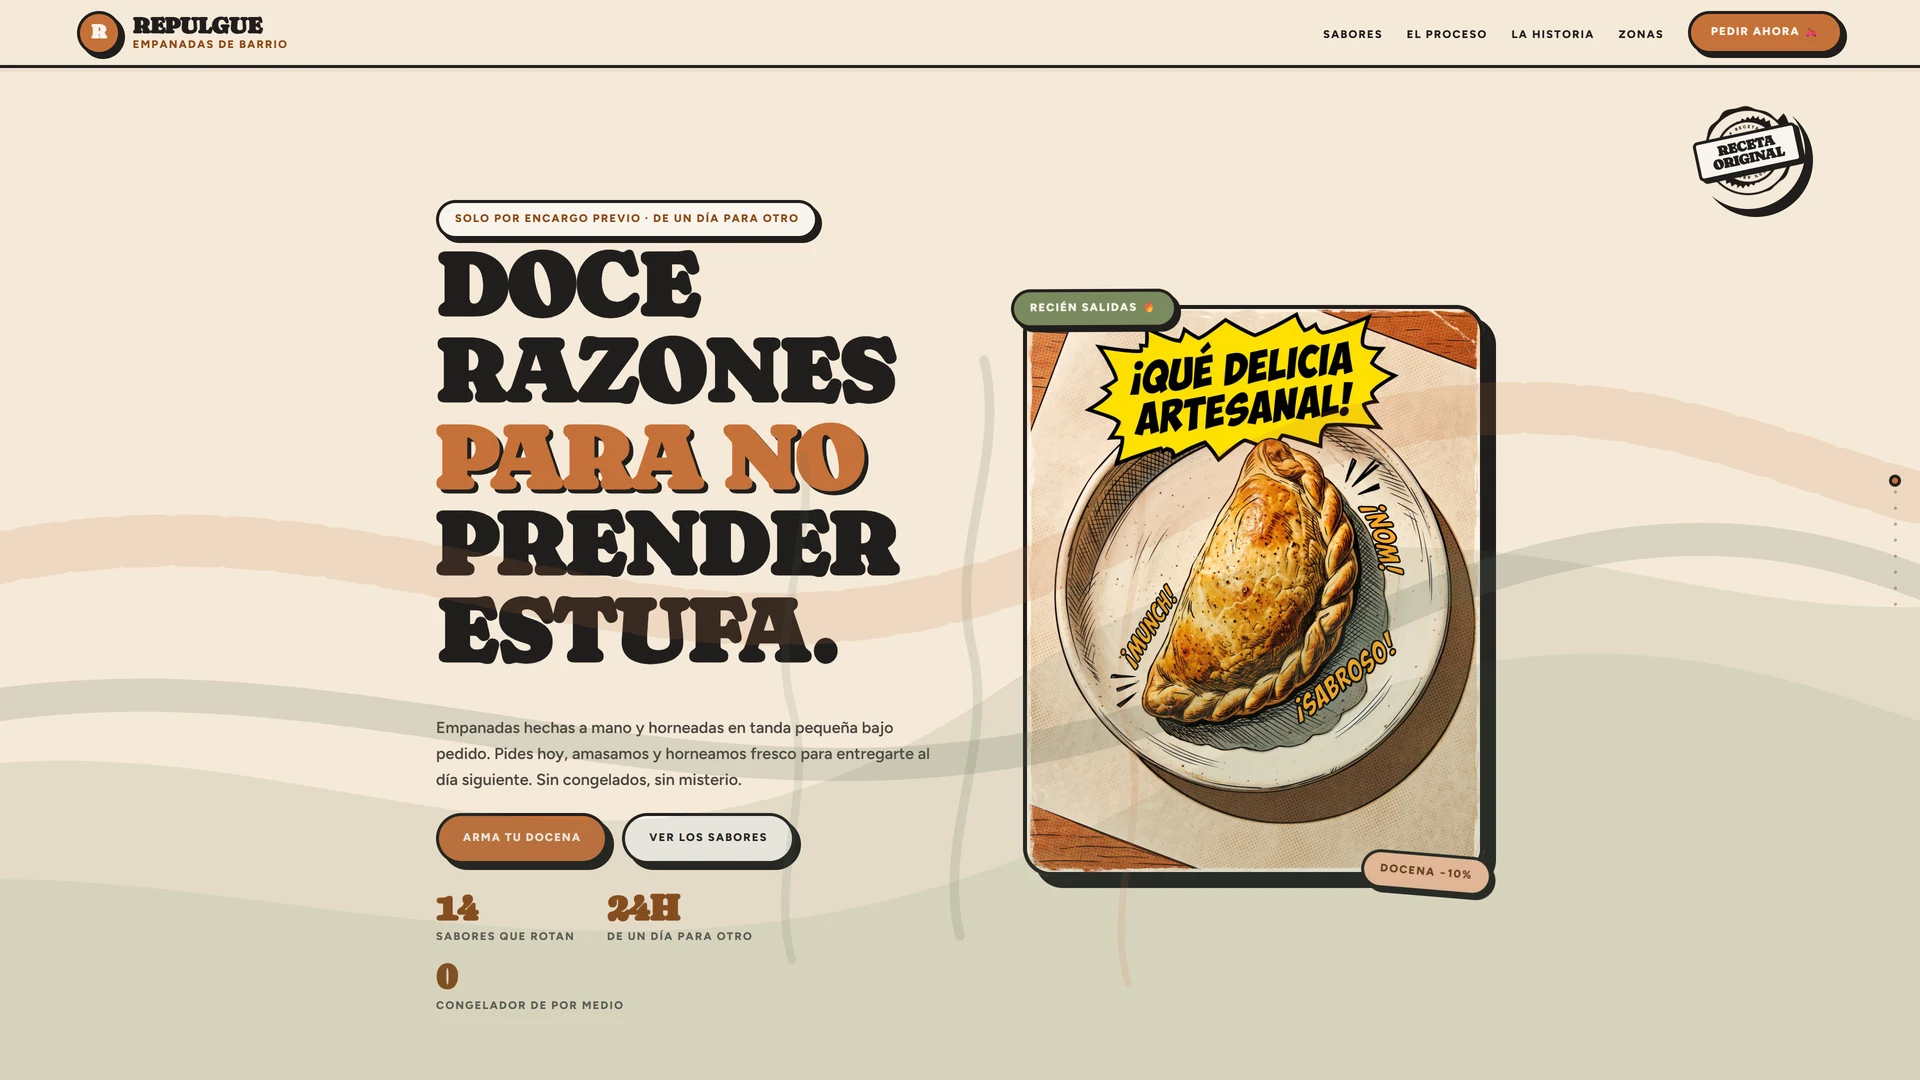 R
REPULGUE
EMPANADAS DE BARRIO
SABORES
EL PROCESO
LA HISTORIA
ZONAS
PEDIR AHORA
RECETA
ORIGINAL
SOLO POR ENCARGO PREVIO · DE UN DÍA PARA OTRO
DOCE
RAZONES
PARA NO
PRENDER
ESTUFA.
Empanadas hechas a mano y horneadas en tanda pequeña bajo
pedido. Pides hoy, amasamos y horneamos fresco para entregarte al
día siguiente. Sin congelados, sin misterio.
ARMA TU DOCENA
VER LOS SABORES
14
SABORES QUE ROTAN
24H
DE UN DÍA PARA OTRO
0
CONGELADOR DE POR MEDIO
RECIÉN SALIDAS
¡QUÉ DELICIA
ARTESANAL!
¡ÑOM!
¡MUNCH!
¡SABROSO!
DOCENA -10%